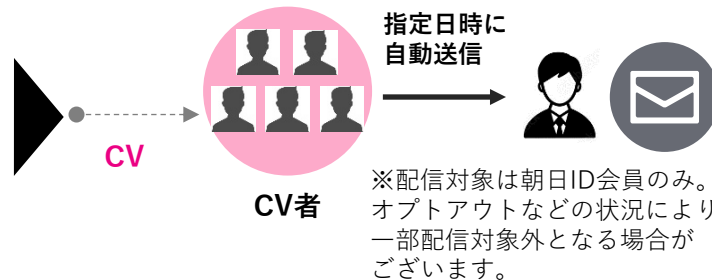 指定日時に
自動送信
CV
CV者
※配信対象は朝日ID会員のみ。
オプトアウトなどの状況により
一部配信対象外となる場合が
ございます。